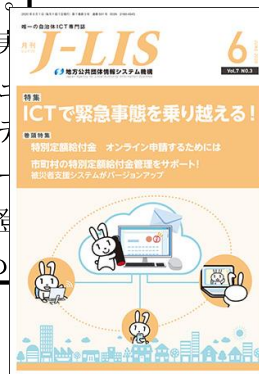 唯一の自治体ICT専門誌
月刊
J-LIS
6
地方公共団体情報システム機構
Vol.7 No.3
特集
ICTで緊急事態を乗り越える！
巻頭特集
特別定額給付金 オンライン申請するためには
市町村の特別定額給付金管理をサポート！
被災者支援システムがバージョンアップ